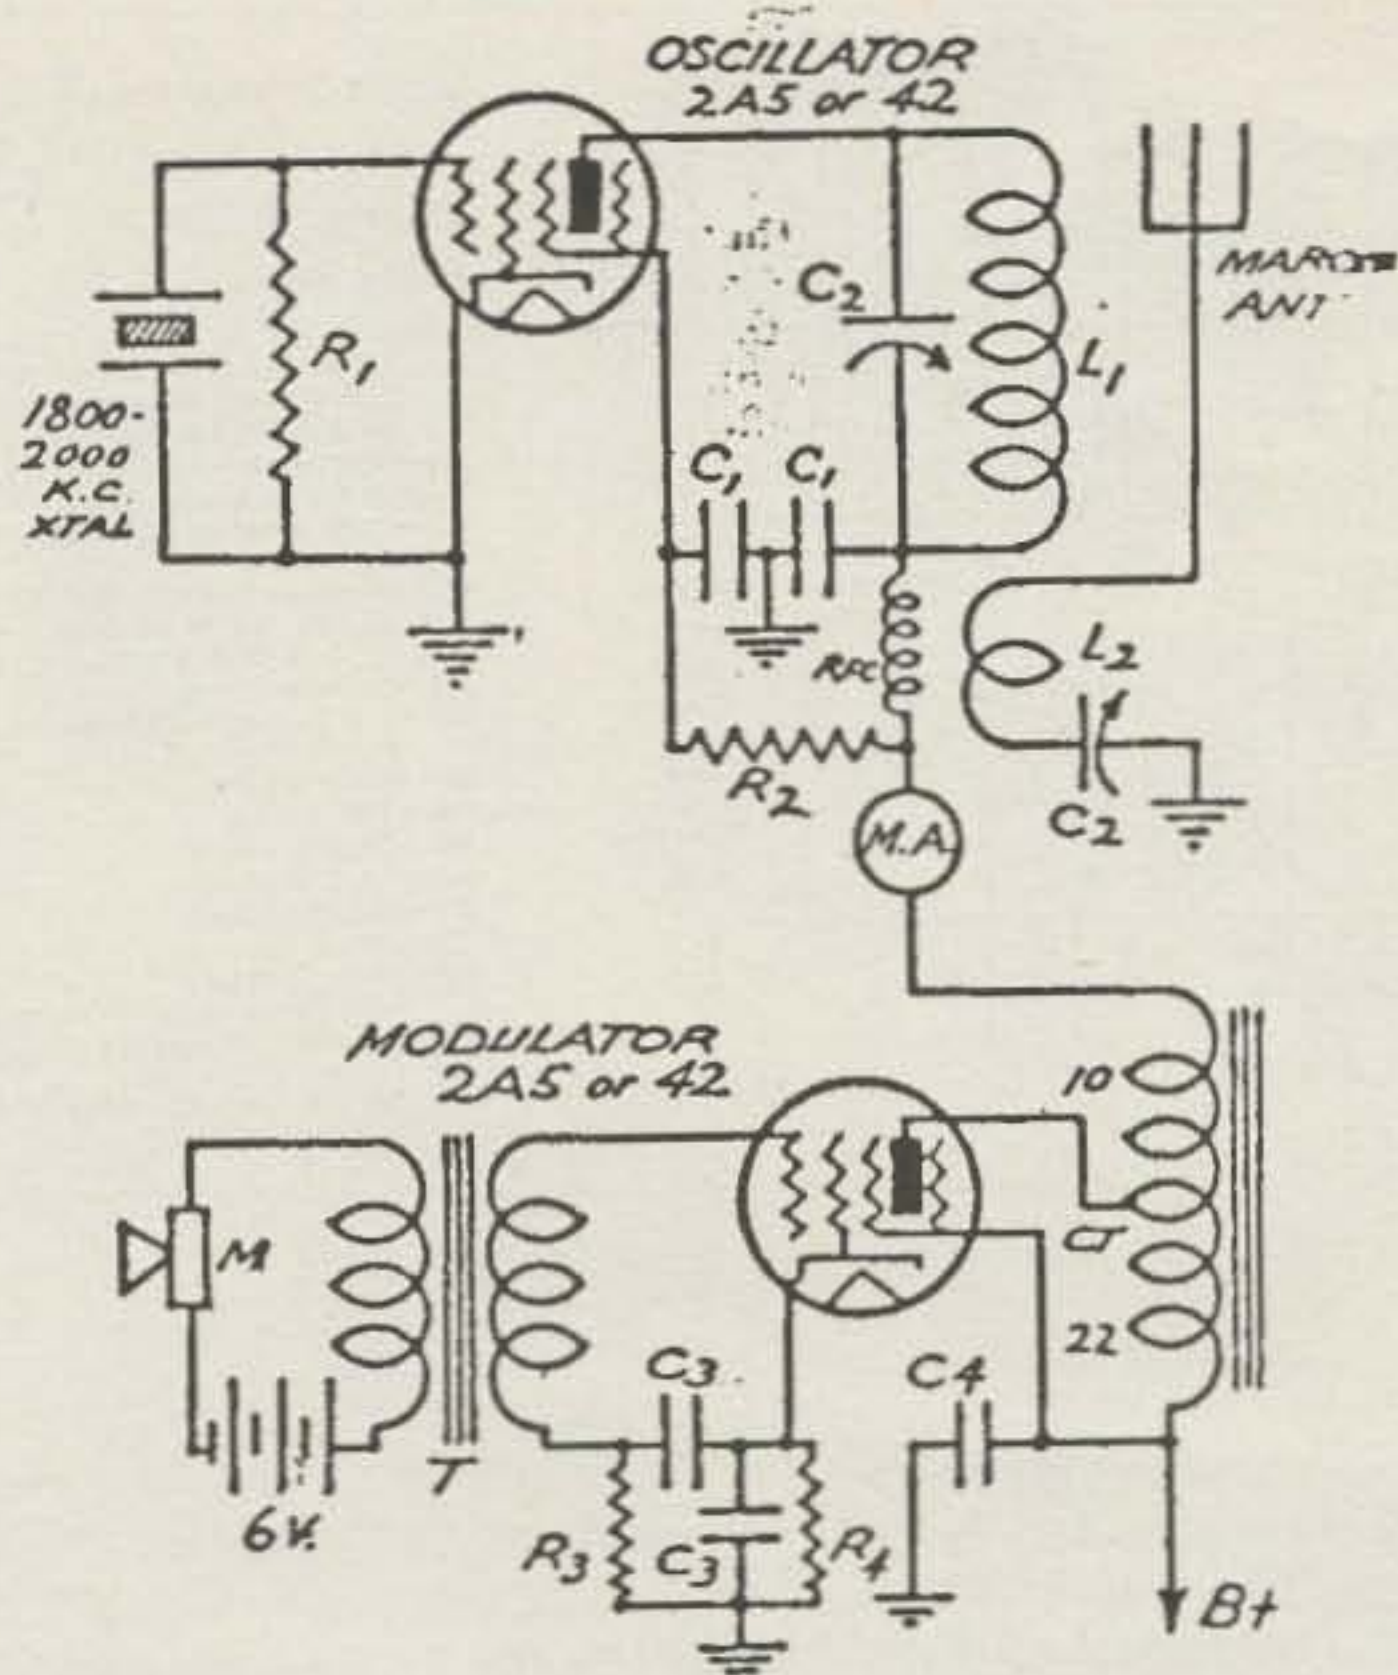 OSCILLATOR
2A5 or 42
ANT
C2
R1
L1
1800-
2000
K.C.
XTAL
C1 C1
RFC
L2
R2
C2
M.A.
MODULATOR
2A5 or 42
10
M
CT
22
C3
C4
T
6V.
R3
C3
R4
B+